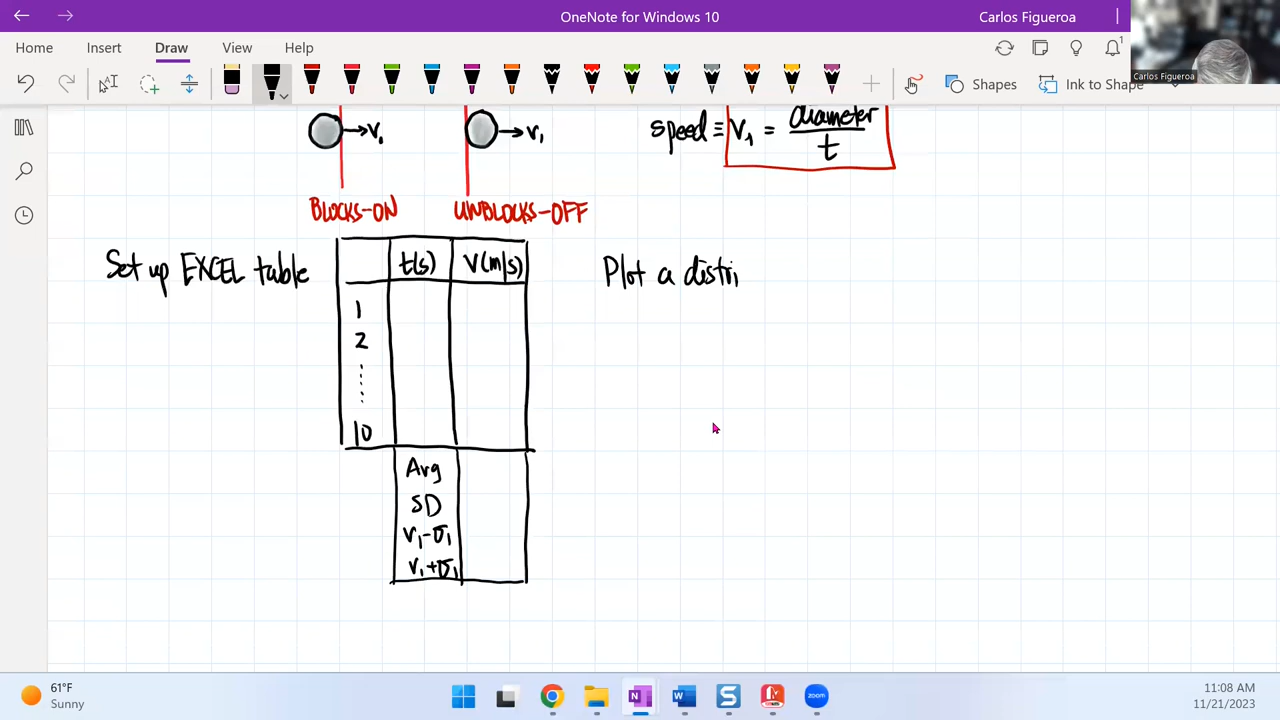 OneNote for Windows 10
Carlos Figueroa
Home
Insert
Draw
View
Help
1
Carlos Figueroa
Shapes
Ink to Shape
V₁
V₁
speed ≡ V₁ = diameter / t
BLOCKS-ON
UNBLOCKS-OFF
Set up EXCEL table
t(s)
V(m/s)
Plot a distri
1
2
10
Avg
SD
V₁-σ₁
V₁+σ₁
61°F
Sunny
11:08 AM
11/21/2023